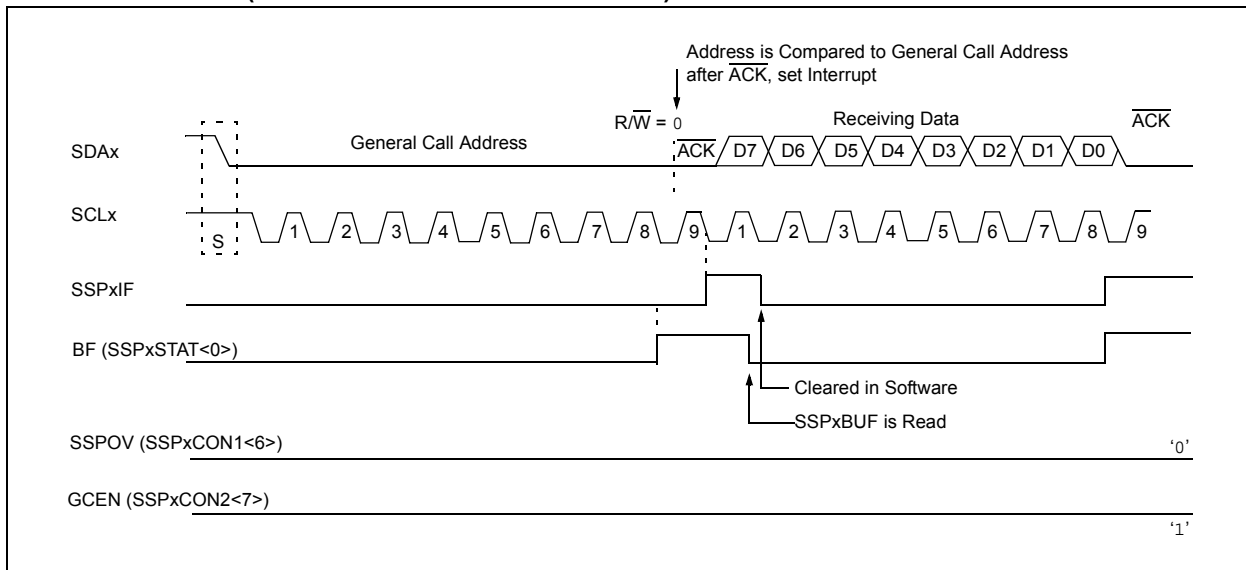 Address is Compared to General Call Address
after ACK, set Interrupt
R/W = 0
Receiving Data
ACK
SDAx
General Call Address
ACK D7 D6 D5 D4 D3 D2 D1 D0
SCLx
S
1 2 3 4 5 6 7 8 9 1 2 3 4 5 6 7 8 9
SSPxIF
BF (SSPxSTAT<0>)
Cleared in Software
SSPxBUF is Read
SSPOV (SSPxCON1<6>)
‘0’
GCEN (SSPxCON2<7>)
‘1’